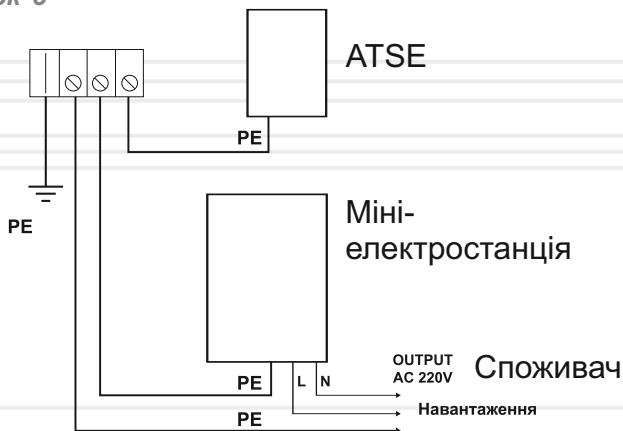 ATSE
PE
PE
Міні-
електростанція
OUTPUT
AC 220V
Споживач
PE
L
N
Навантаження
PE